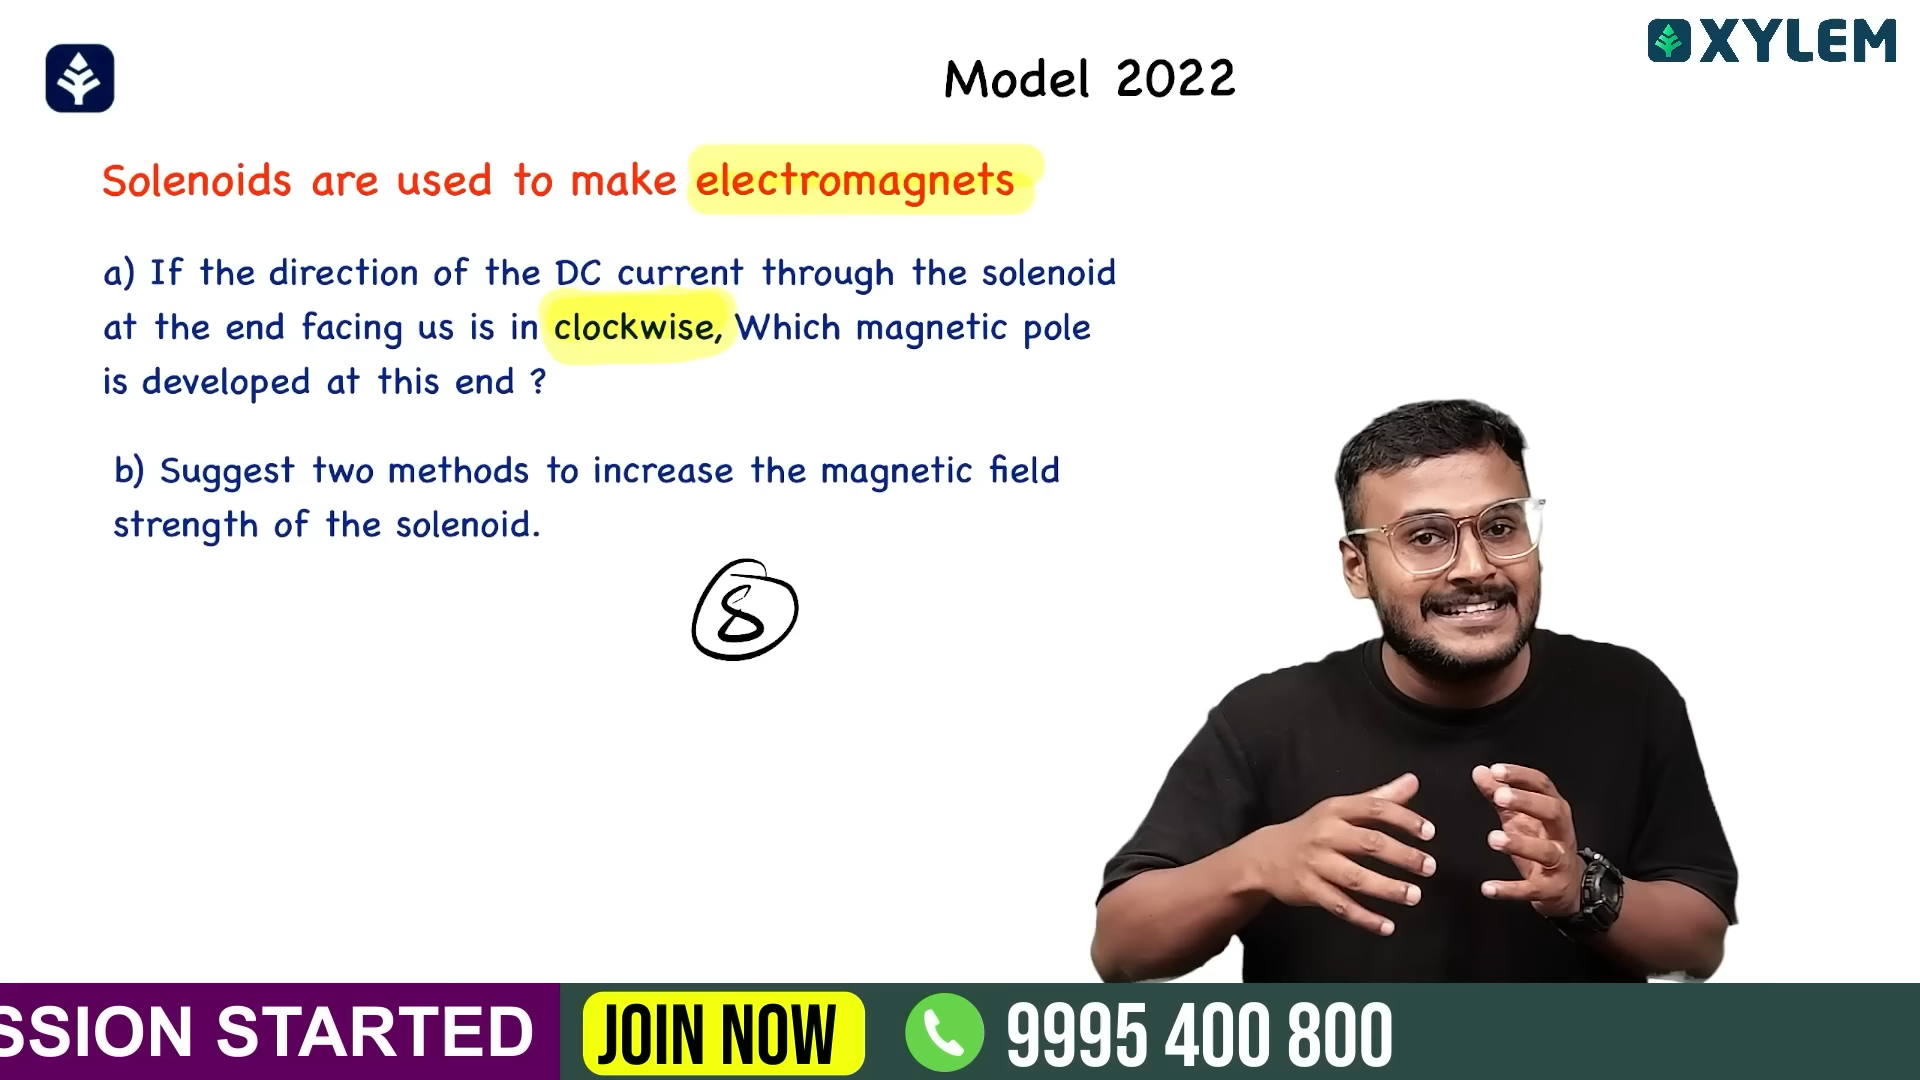 XYLEM
Model 2022
Solenoids are used to make electromagnets
a) If the direction of the DC current through the solenoid
at the end facing us is in clockwise, Which magnetic pole
is developed at this end ?
b) Suggest two methods to increase the magnetic field
strength of the solenoid.
S
SSION STARTED
JOIN NOW
9995 400 800